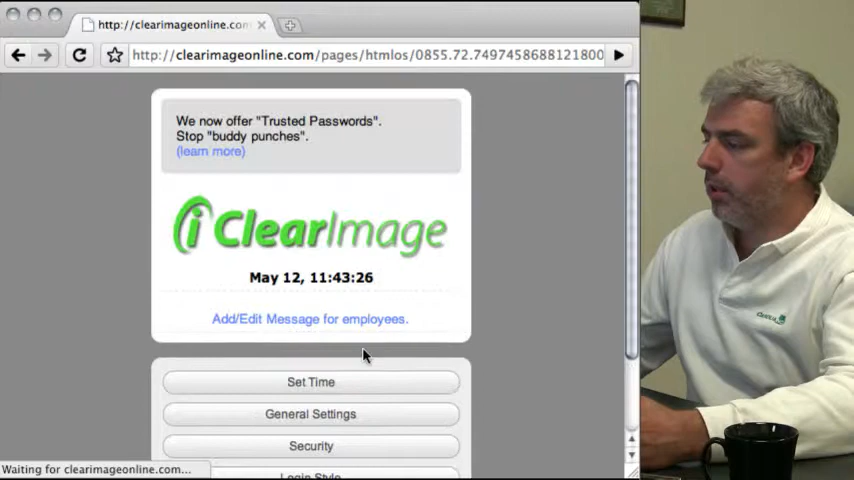 http://clearimageonline.com
http://clearimageonline.com/pages/htmlos/0855.72.7497458688121800
We now offer "Trusted Passwords".
Stop "buddy punches".
(learn more)
i ClearImage
May 12, 11:43:26
Add/Edit Message for employees.
Set Time
General Settings
Security
Login Style
Waiting for clearimageonline.com...